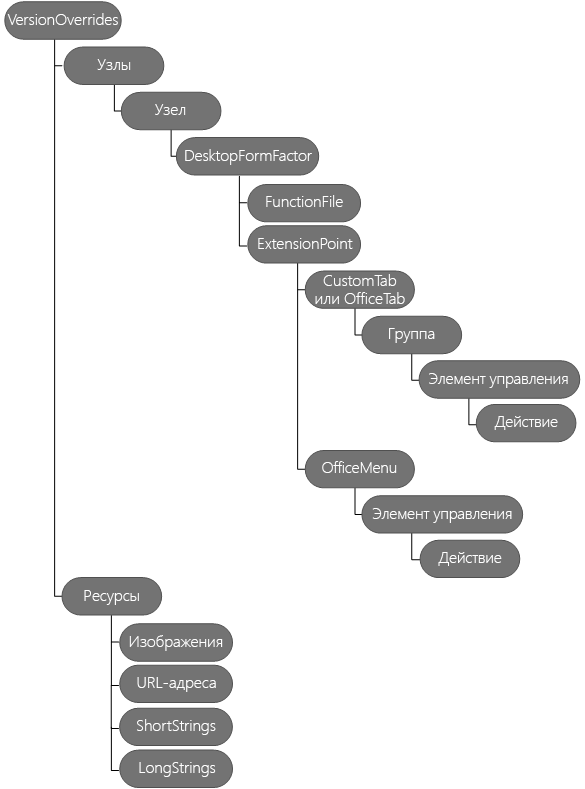 VersionOverrides
Узлы
Узел
DesktopFormFactor
FunctionFile
ExtensionPoint
CustomTab
или OfficeTab
Группа
Элемент управления
Действие
OfficeMenu
Элемент управления
Действие
Ресурсы
Изображения
URL-адреса
ShortStrings
LongStrings